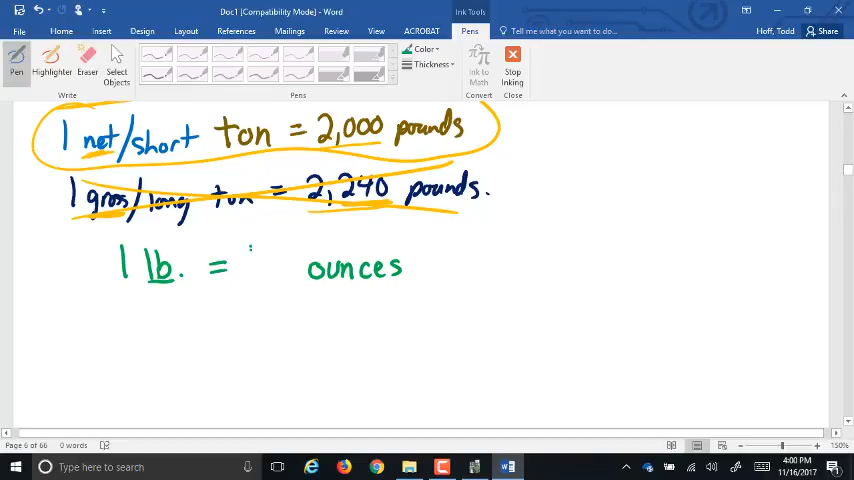 Doc1 [Compatibility Mode] - Word
Ink Tools
File Home Insert Design Layout References Mailings Review View ACROBAT Pens Tell me what you want to do... Hoff, Todd Share
Pen Highlighter Eraser Select Objects Color Thickness Ink to Math Stop Inking
Write Pens Convert Close
1 net/short ton = 2,000 pounds
1 gross/long ton = 2,240 pounds.
1 lb. = ounces
Page 6 of 66 0 words 150%
Type here to search 4:00 PM
11/16/2017